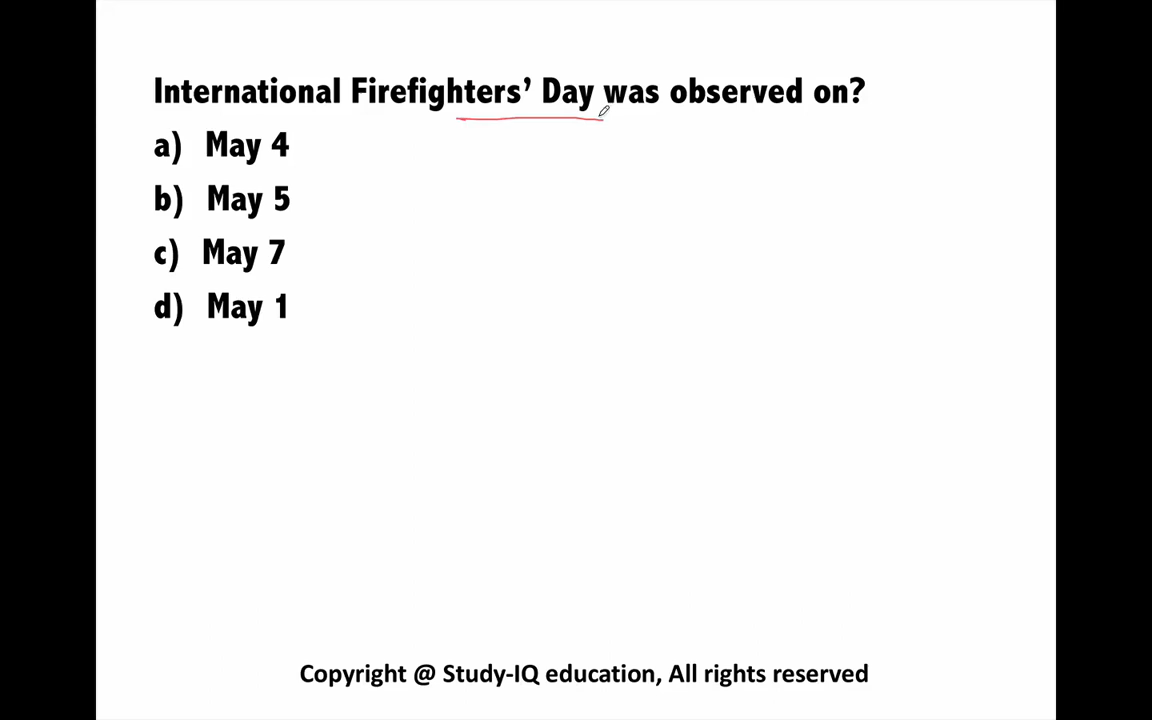 International Firefighters’ Day was observed on?
a) May 4
b) May 5
c) May 7
d) May 1
Copyright @ Study-IQ education, All rights reserved